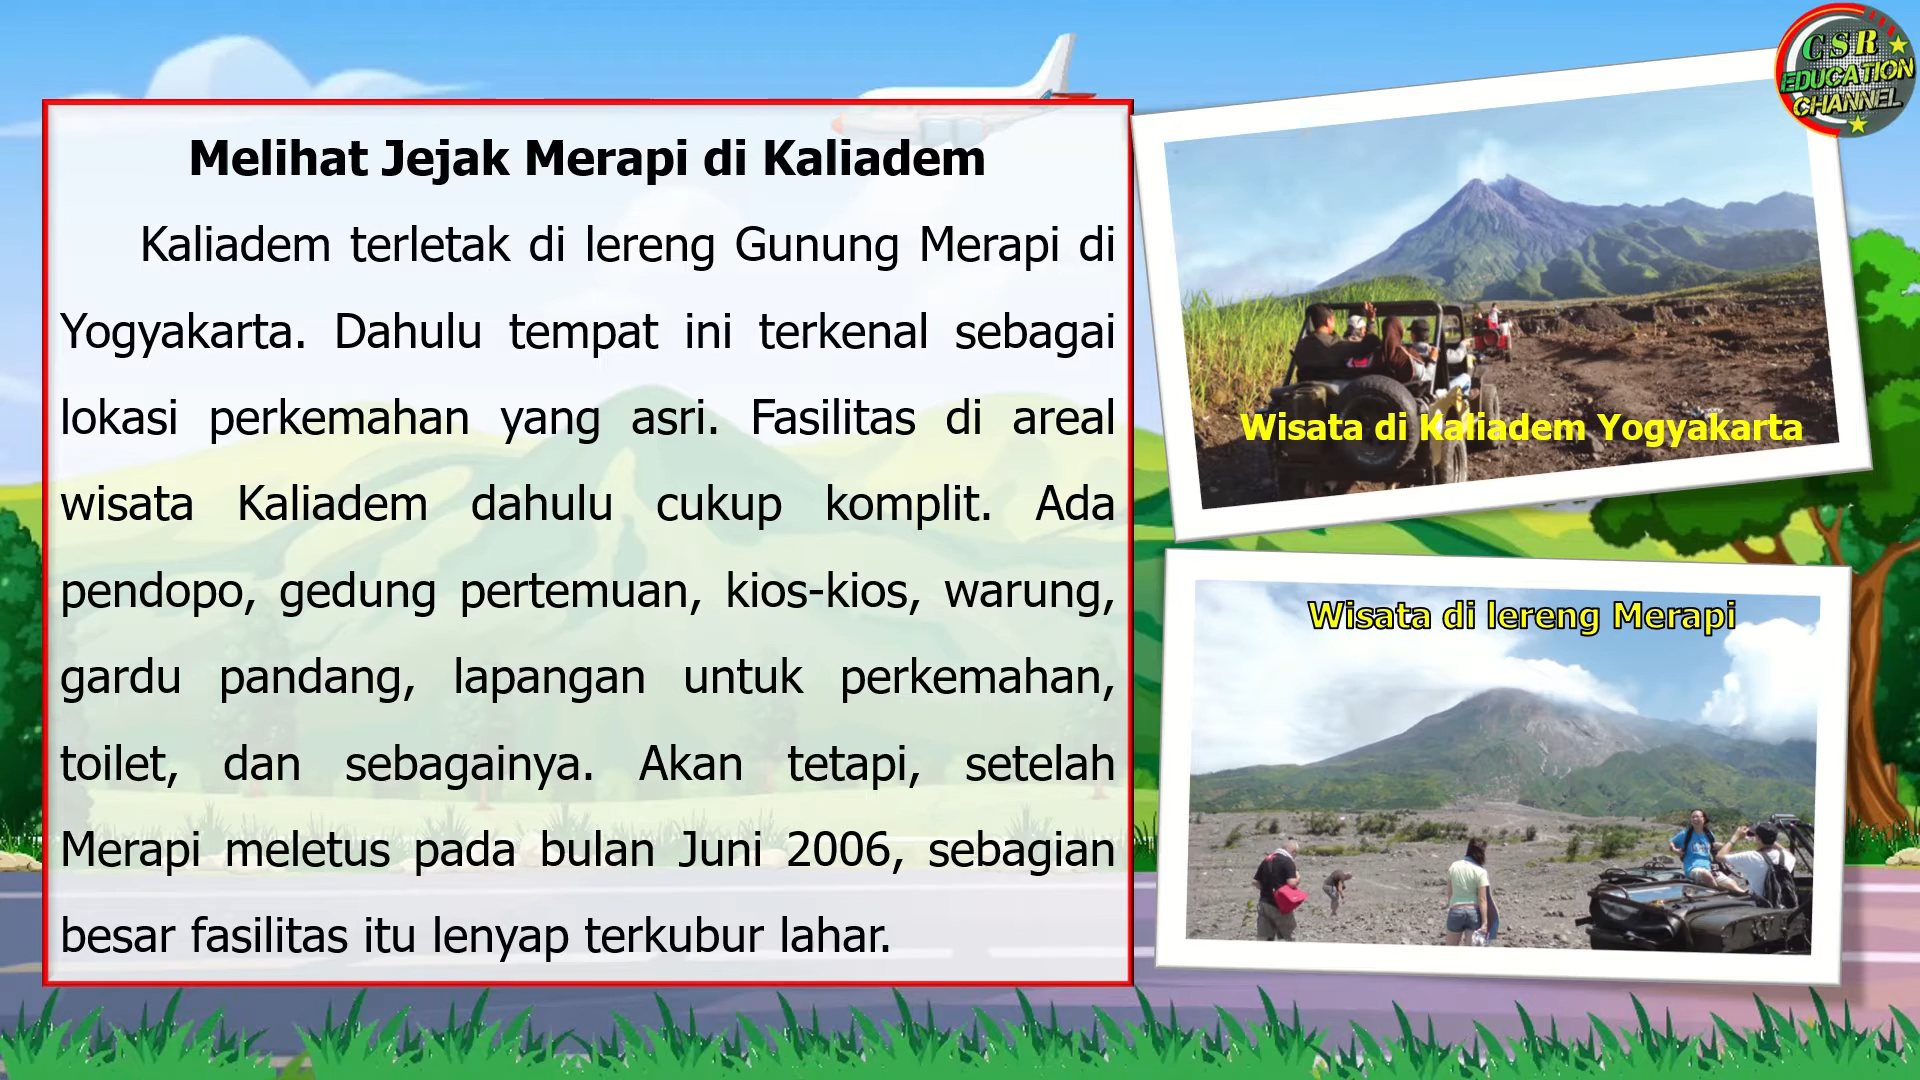 Melihat Jejak Merapi di Kaliadem
Kaliadem terletak di lereng Gunung Merapi di
Yogyakarta. Dahulu tempat ini terkenal sebagai
lokasi perkemahan yang asri. Fasilitas di areal
wisata Kaliadem dahulu cukup komplit. Ada
pendopo, gedung pertemuan, kios-kios, warung,
gardu pandang, lapangan untuk perkemahan,
toilet, dan sebagainya. Akan tetapi, setelah
Merapi meletus pada bulan Juni 2006, sebagian
besar fasilitas itu lenyap terkubur lahar.
CSR
EDUCATION
CHANNEL
Wisata di Kaliadem Yogyakarta
Wisata di lereng Merapi